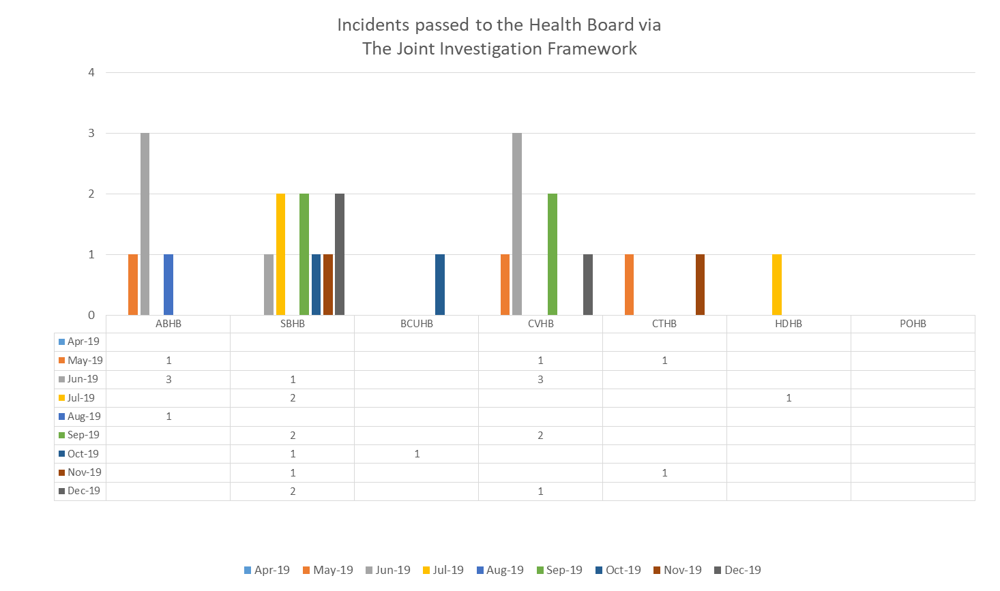 Incidents passed to the Health Board via
The Joint Investigation Framework
4
3
2
1
0
ABHB SBHB BCUHB CVHB CTHB HDHB POHB
Apr-19
May-19 1 1 1
Jun-19 3 1 3
Jul-19 2 1
Aug-19 1
Sep-19 2 2
Oct-19 1 1
Nov-19 1 1
Dec-19 2 1
Apr-19 May-19 Jun-19 Jul-19 Aug-19 Sep-19 Oct-19 Nov-19 Dec-19